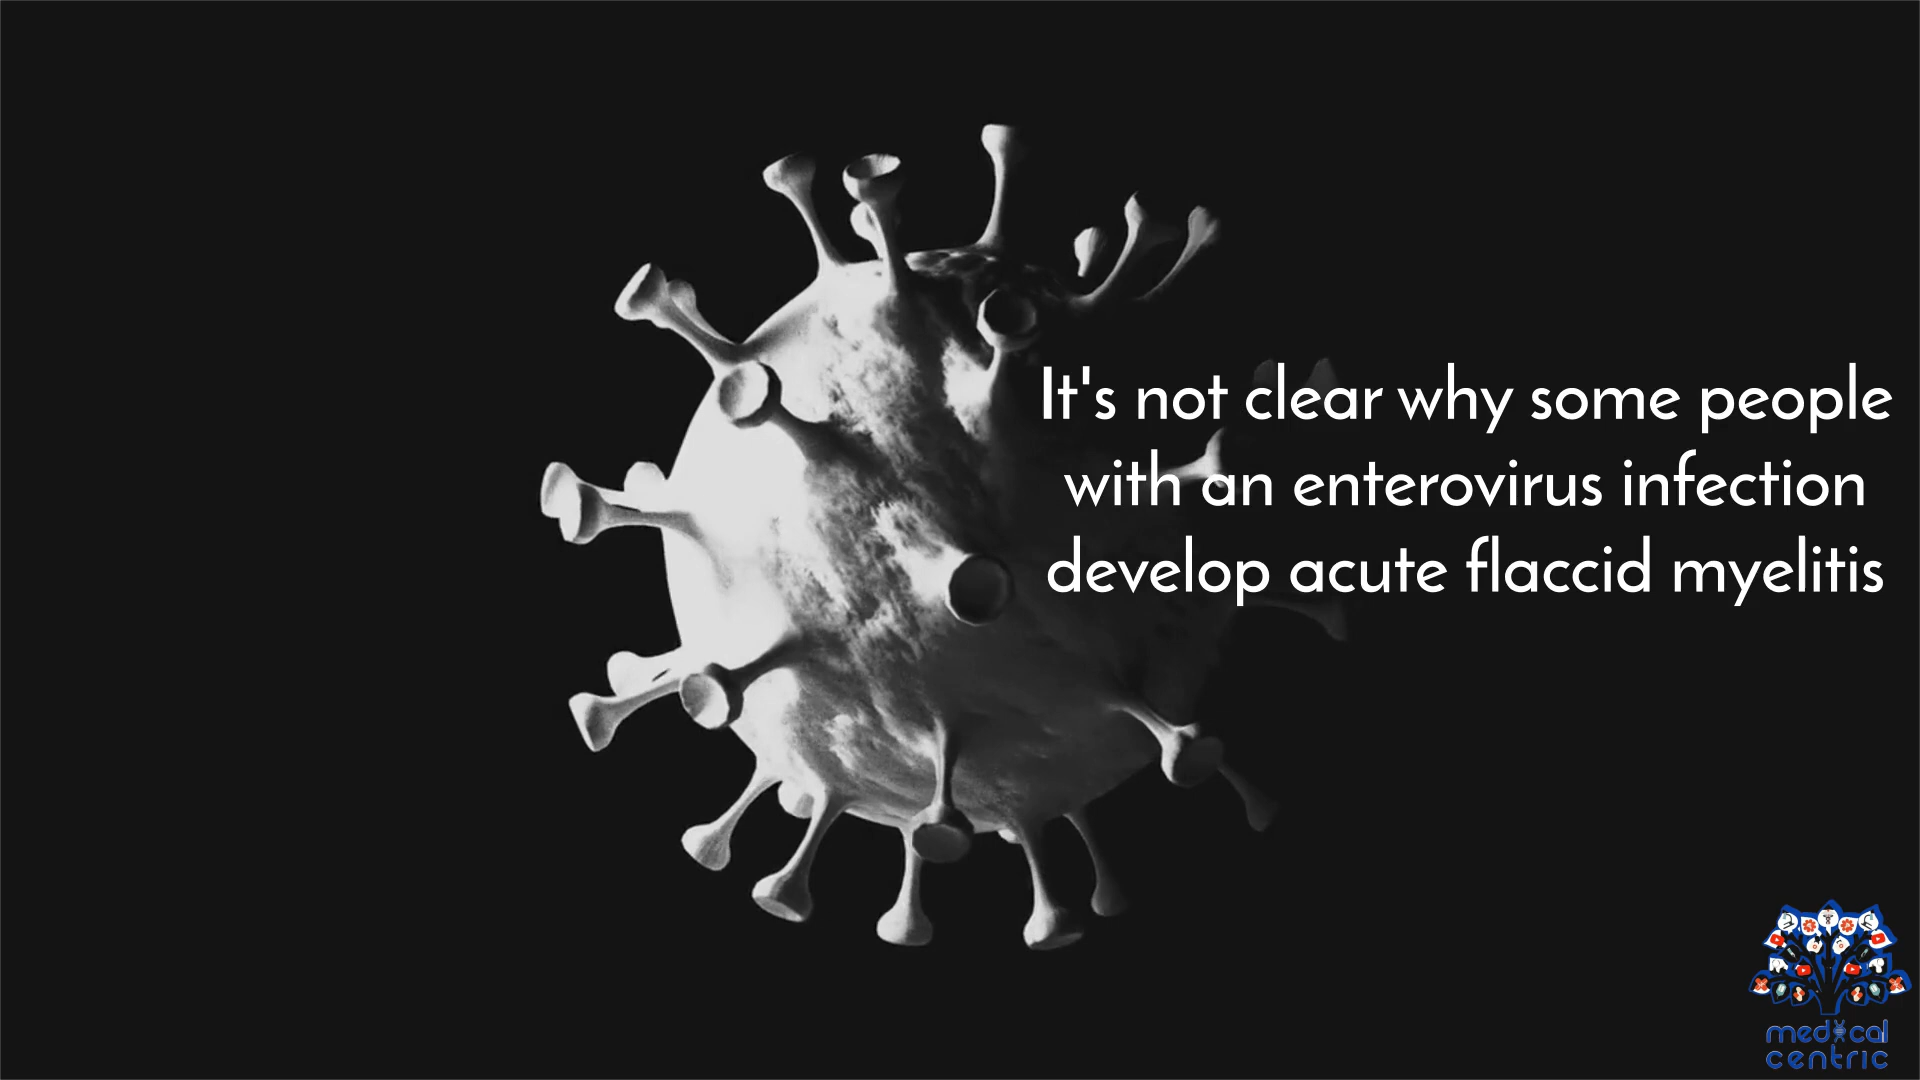 It's not clear why some people
with an enterovirus infection
develop acute flaccid myelitis
medical
centric